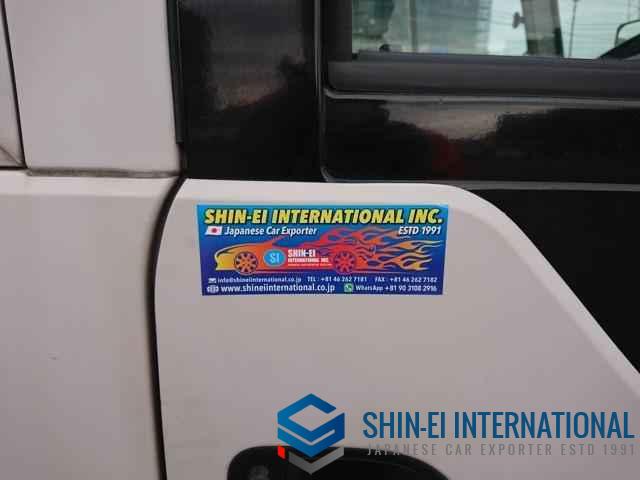 SHIN-EI INTERNATIONAL INC.
Japanese Car Exporter ESTD 1991
SI SHIN-EI
INTERNATIONAL INC.
info@shineiinternational.co.jp TEL : +81 46 262 7181 FAX : +81 46 262 7182
www.shineiinternational.co.jp WhatsApp +81 90 3108 2916
SHIN-EI INTERNATIONAL
JAPANESE CAR EXPORTER ESTD 1991